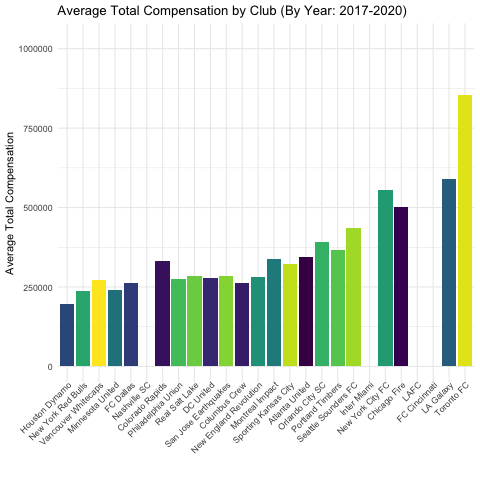 Average Total Compensation by Club (By Year: 2017-2020)
Average Total Compensation
1000000
750000
500000
250000
0
Houston Dynamo
New York Red Bulls
Vancouver Whitecaps
Minnesota United
FC Dallas
Nashville SC
Colorado Rapids
Philadelphia Union
Real Salt Lake
DC United
San Jose Earthquakes
Columbus Crew
New England Revolution
Montreal Impact
Sporting Kansas City
Atlanta United
Orlando City SC
Portland Timbers
Seattle Sounders FC
Inter Miami
New York City FC
Chicago Fire
LAFC
FC Cincinnati
LA Galaxy
Toronto FC